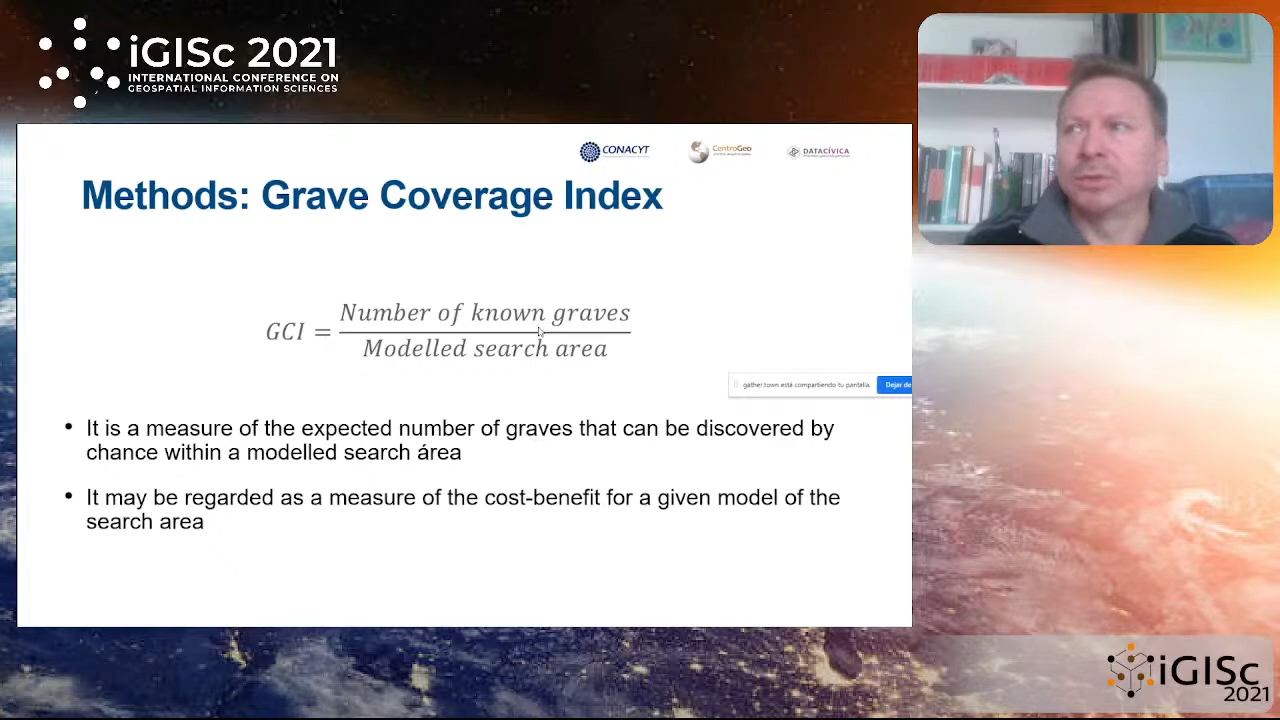 iGISc 2021
INTERNATIONAL CONFERENCE ON
GEOSPATIAL INFORMATION SCIENCES
CONACYT
CentroGeo
DATACÍVICA
Methods: Grave Coverage Index
GCI = Number of known graves
Modelled search area
gather.town está compartiendo tu pantalla.
Dejar de
• It is a measure of the expected number of graves that can be discovered by
chance within a modelled search área
• It may be regarded as a measure of the cost-benefit for a given model of the
search area
iGISc
2021